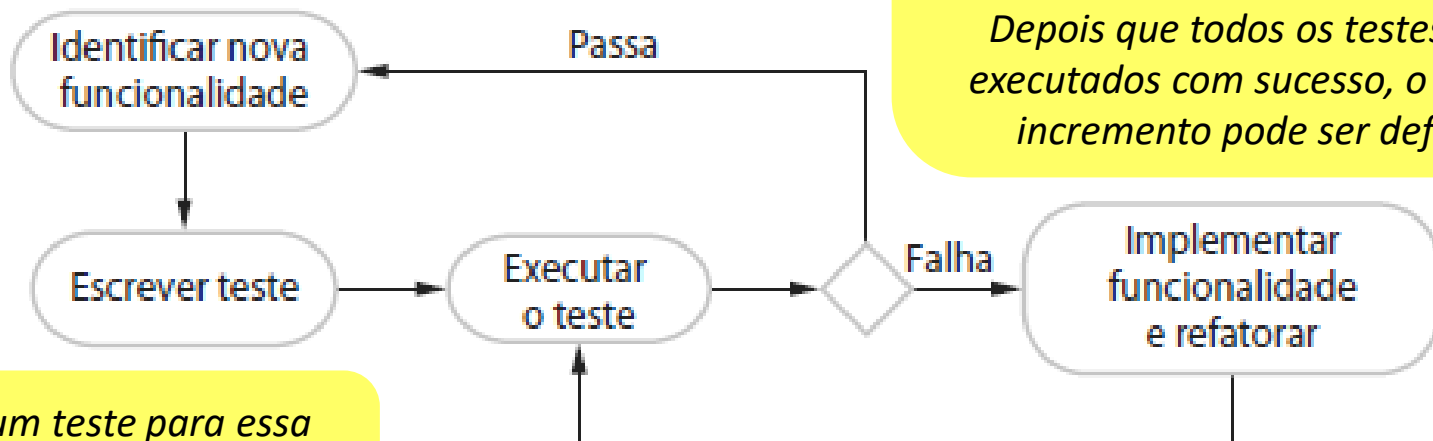 Depois que todos os testes
executados com sucesso, o
incremento pode ser def
Identificar nova
funcionalidade
Passa
Escrever teste
Executar
o teste
Falha
Implementar
funcionalidade
e refatorar
um teste para essa